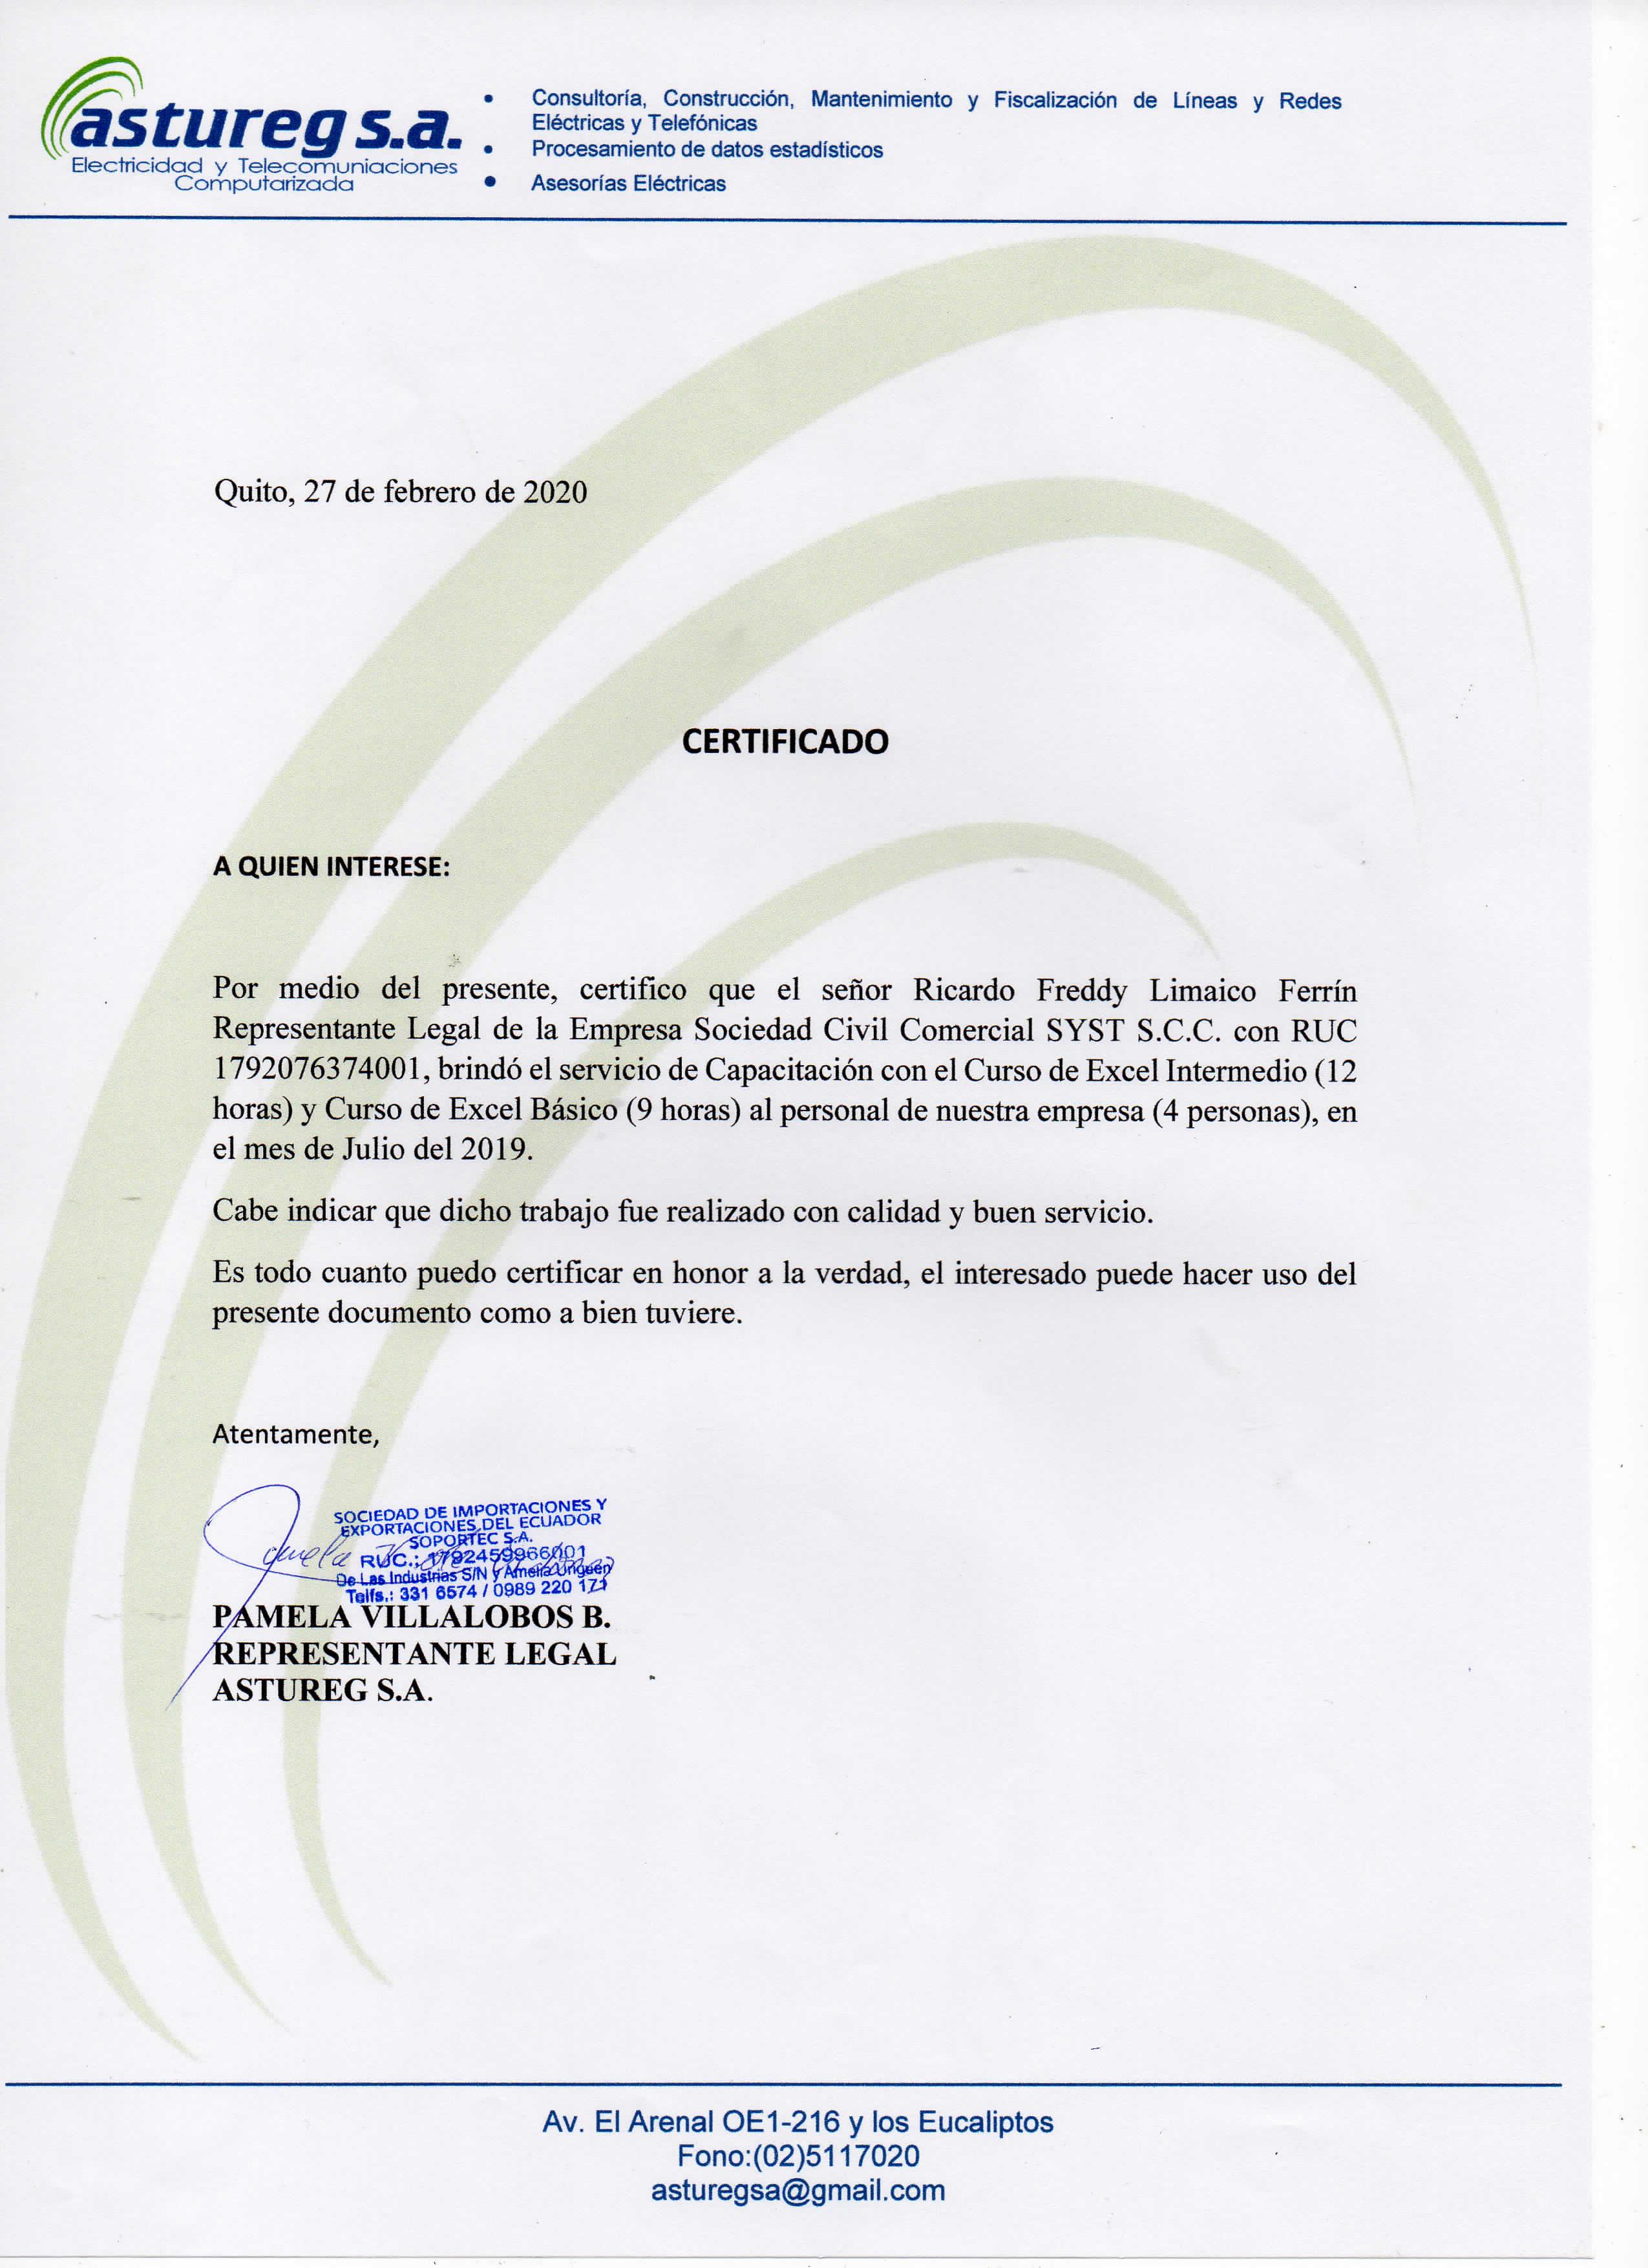 astureg s.a.
Electricidad y Telecomuniaciones
Computarizada
• Consultoría, Construcción, Mantenimiento y Fiscalización de Líneas y Redes
Eléctricas y Telefónicas
• Procesamiento de datos estadísticos
• Asesorías Eléctricas
Quito, 27 de febrero de 2020
CERTIFICADO
A QUIEN INTERESE:
Por medio del presente, certifico que el señor Ricardo Freddy Limaico Ferrín
Representante Legal de la Empresa Sociedad Civil Comercial SYST S.C.C. con RUC
1792076374001, brindó el servicio de Capacitación con el Curso de Excel Intermedio (12
horas) y Curso de Excel Básico (9 horas) al personal de nuestra empresa (4 personas), en
el mes de Julio del 2019.
Cabe indicar que dicho trabajo fue realizado con calidad y buen servicio.
Es todo cuanto puedo certificar en honor a la verdad, el interesado puede hacer uso del
presente documento como a bien tuviere.
Atentamente,
SOCIEDAD DE IMPORTACIONES Y
EXPORTACIONES DEL ECUADOR
SOPORTEC S.A.
RUC.: 1792459966001
De Las Industrias S/N y Amelia Uriguen
Telfs.: 331 6574 / 0989 220 171
PAMELA VILLALOBOS B.
REPRESENTANTE LEGAL
ASTUREG S.A.
Av. El Arenal OE1-216 y los Eucaliptos
Fono:(02)5117020
asturegsa@gmail.com